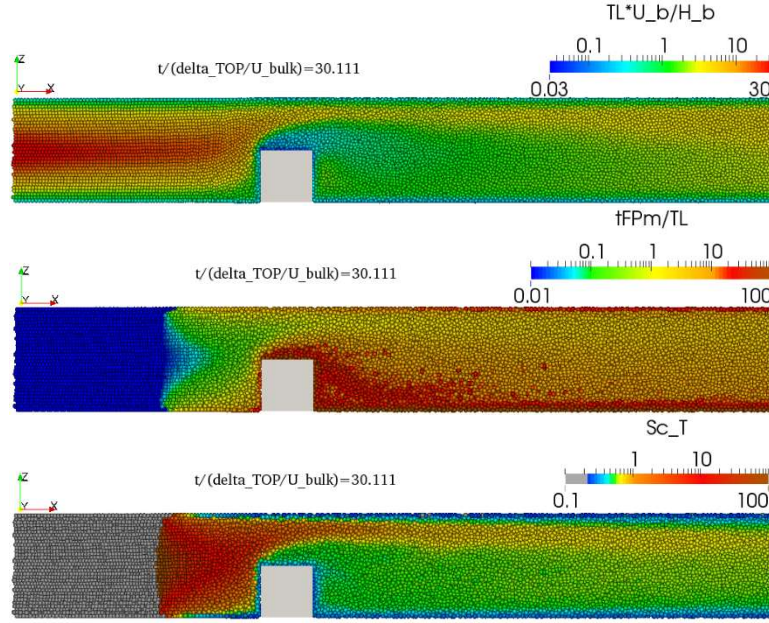 TL*U_b/H_b
0.1 1 10
0.03 30
t/(delta_TOP/U_bulk)=30.111
Z
Y X
tFPm/TL
0.1 1 10
0.01 100
t/(delta_TOP/U_bulk)=30.111
Z
Y X
Sc_T
1 10
0.1 100
t/(delta_TOP/U_bulk)=30.111
Z
Y X